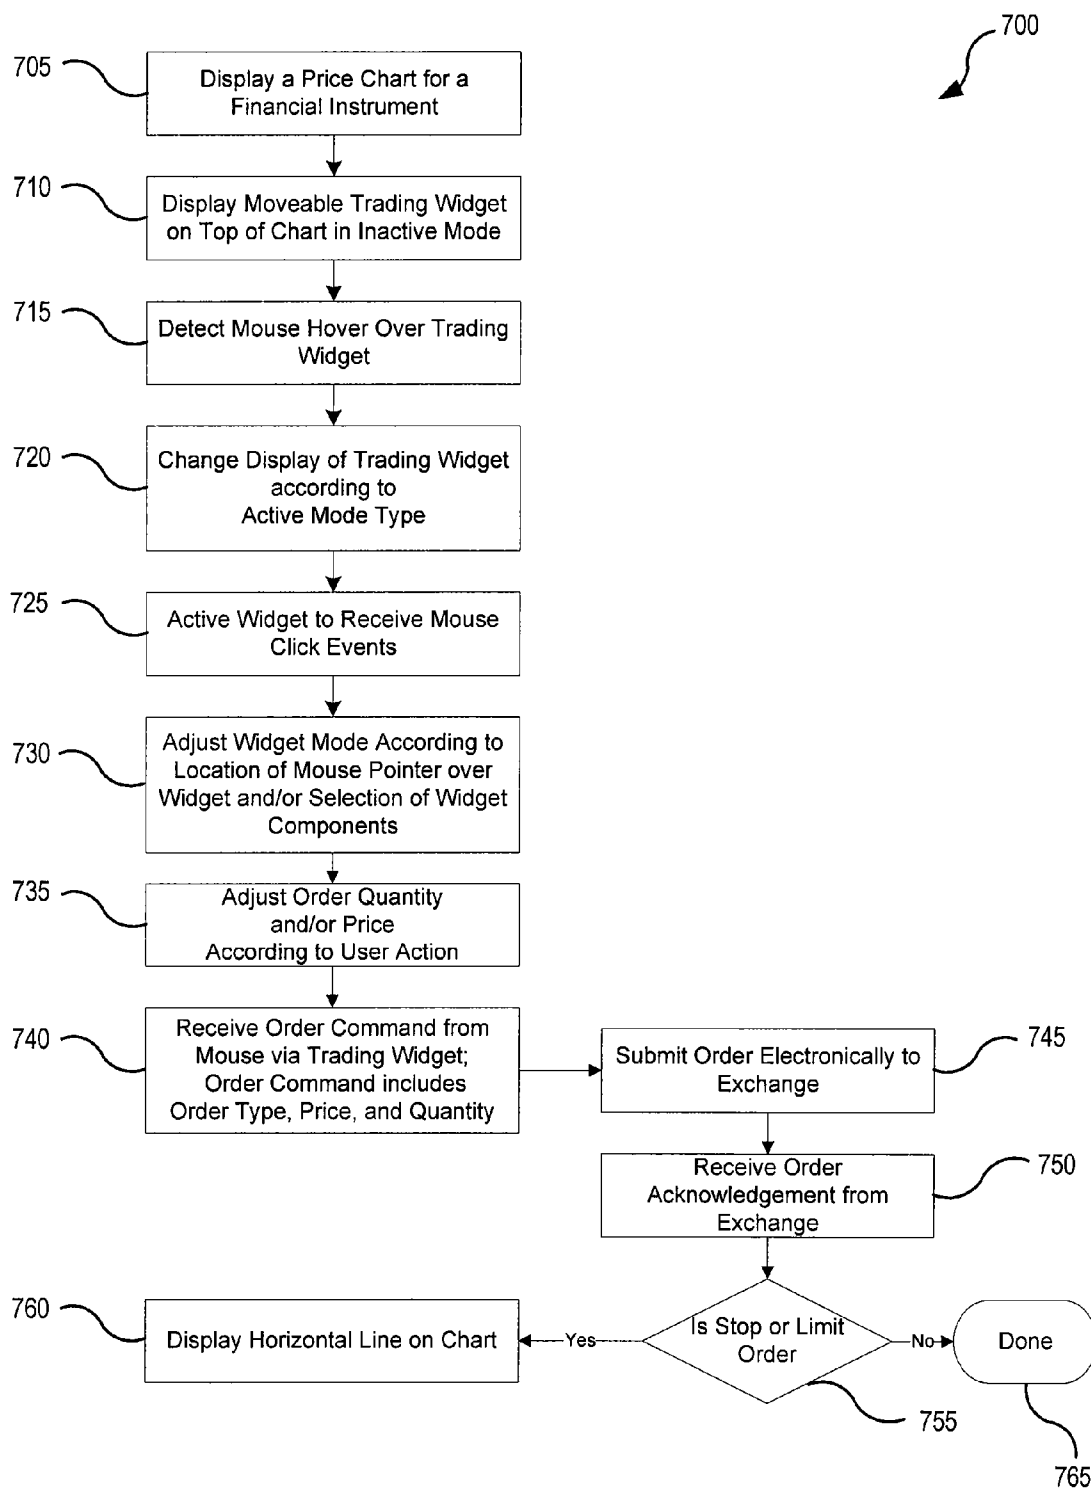 700
705
Display a Price Chart for a
Financial Instrument
710
Display Moveable Trading Widget
on Top of Chart in Inactive Mode
715
Detect Mouse Hover Over Trading
Widget
720
Change Display of Trading Widget
according to
Active Mode Type
725
Active Widget to Receive Mouse
Click Events
730
Adjust Widget Mode According to
Location of Mouse Pointer over
Widget and/or Selection of Widget
Components
735
Adjust Order Quantity
and/or Price
According to User Action
740
Receive Order Command from
Mouse via Trading Widget;
Order Command includes
Order Type, Price, and Quantity
745
Submit Order Electronically to
Exchange
750
Receive Order
Acknowledgement from
Exchange
760
Display Horizontal Line on Chart
Yes
Is Stop or Limit
Order
No
Done
755
765